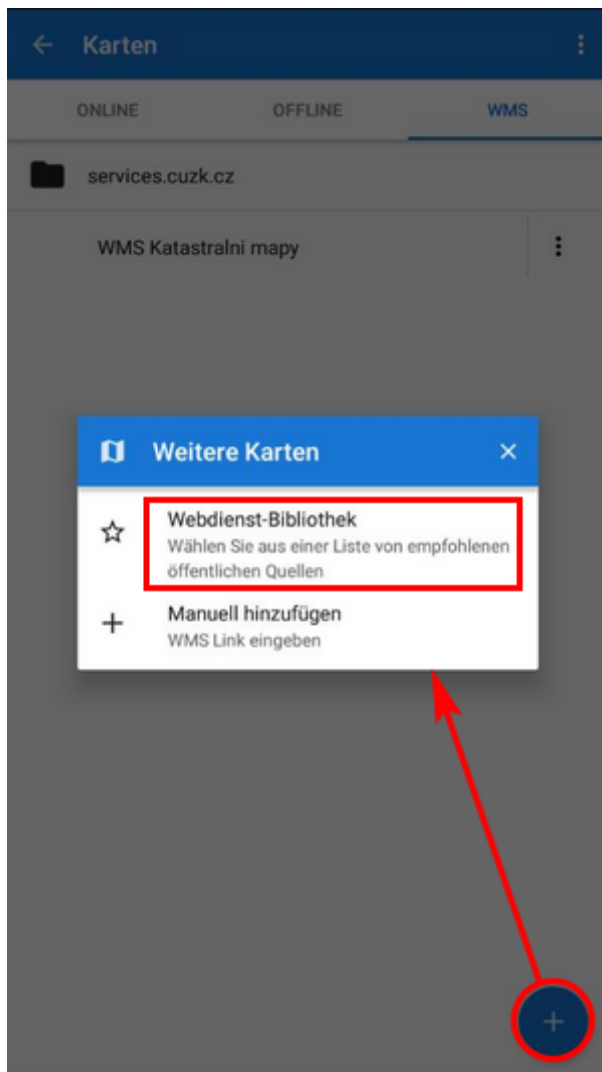 Karten
ONLINE OFFLINE WMS
services.cuzk.cz
WMS Katastralni mapy
Weitere Karten
Webdienst-Bibliothek
Wählen Sie aus einer Liste von empfohlenen
öffentlichen Quellen
Manuell hinzufügen
WMS Link eingeben